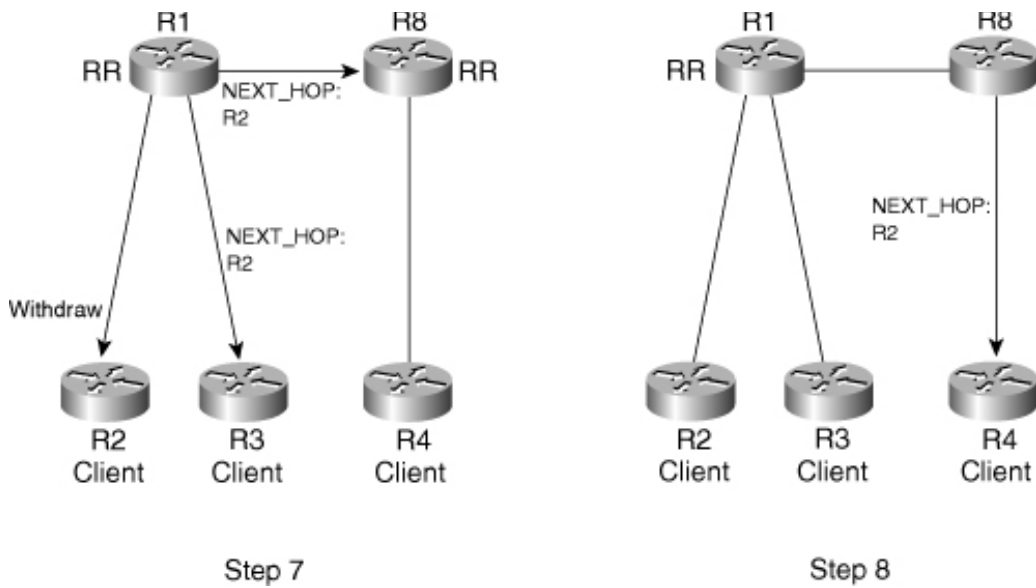 R1
R8
RR
RR
NEXT_HOP:
R2
NEXT_HOP:
R2
Withdraw
R2
Client
R3
Client
R4
Client
Step 7
R1
R8
RR
NEXT_HOP:
R2
R2
Client
R3
Client
R4
Client
Step 8